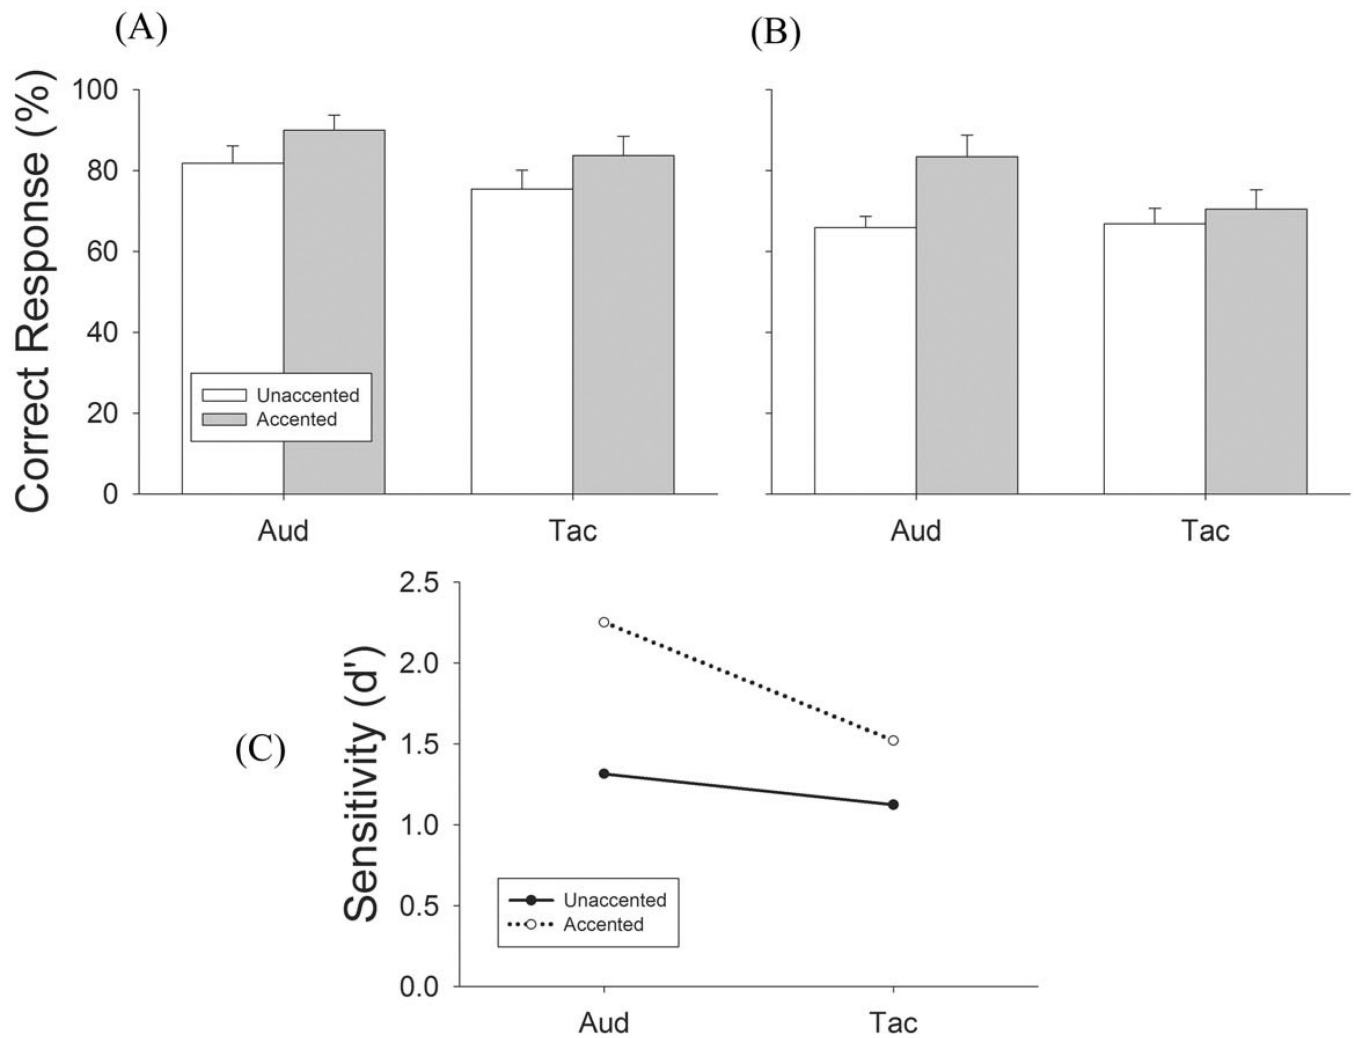 (A)
(B)
Correct Response (%)
100
80
60
40
20
0
Unaccented
Accented
Aud
Tac
Aud
Tac
(C)
Sensitivity (d')
2.5
2.0
1.5
1.0
0.5
0.0
Unaccented
Accented
Aud
Tac